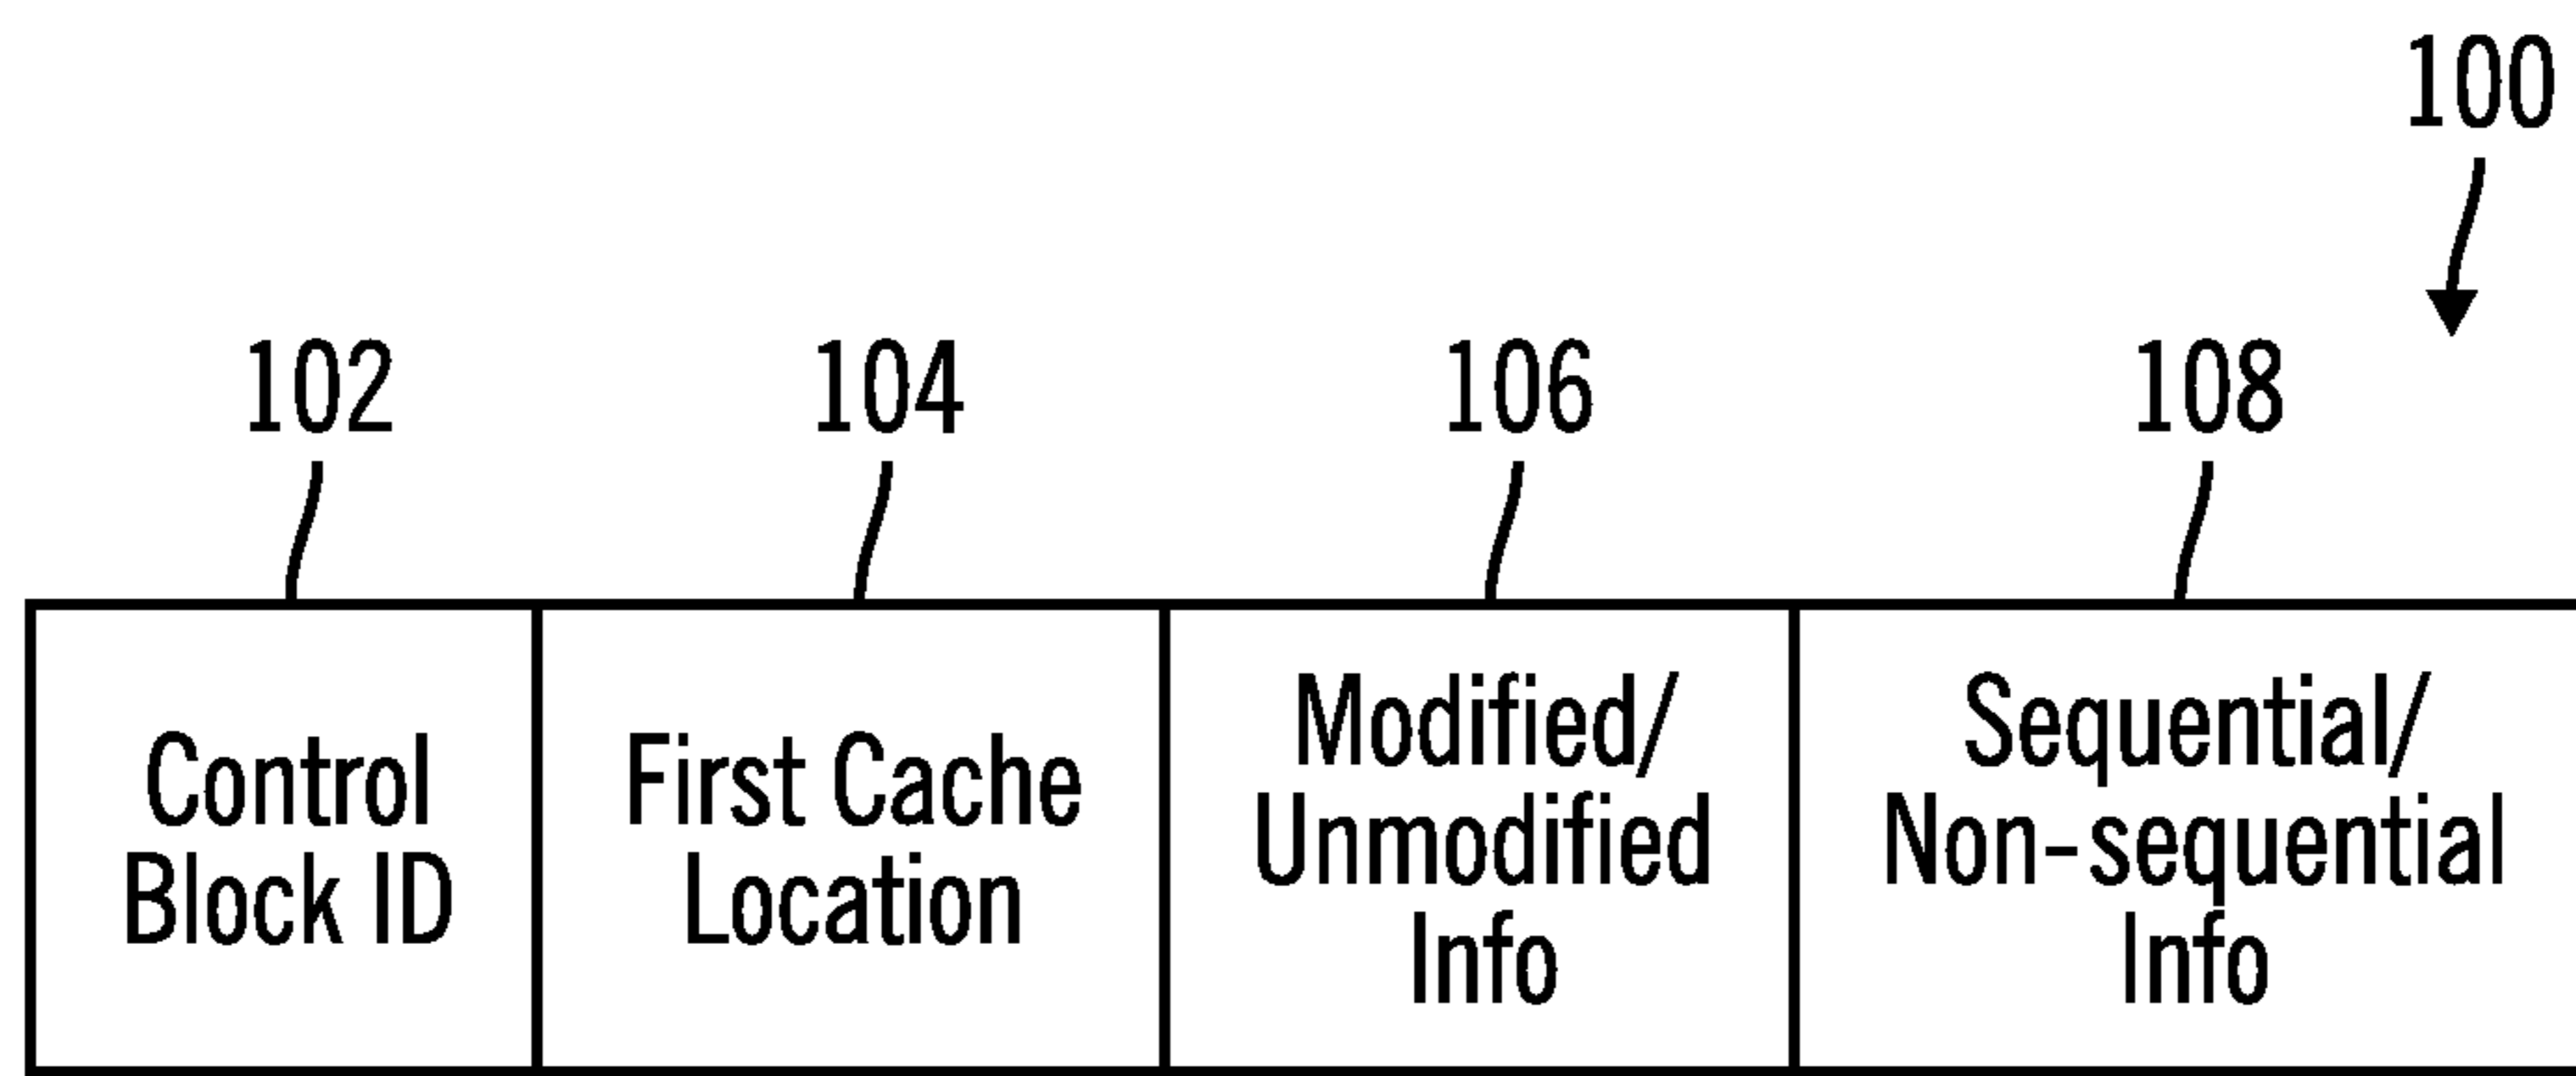 100
102
104
106
108
Control
Block ID
First Cache
Location
Modified/
Unmodified
Info
Sequential/
Non-sequential
Info